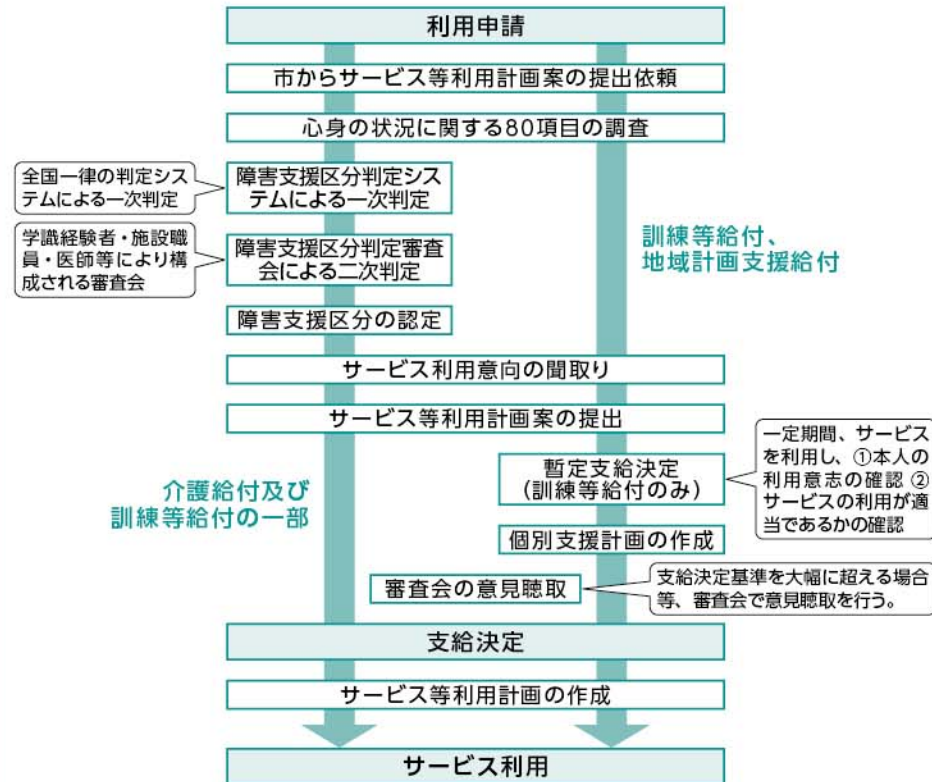 利用申請
市からサービス等利用計画案の提出依頼
心身の状況に関する80項目の調査
全国一律の判定シス
テムによる一次判定
障害支援区分判定シス
テムによる一次判定
学識経験者・施設職
員・医師等により構
成される審査会
障害支援区分判定審査
会による二次判定
訓練等給付、
地域計画支援給付
障害支援区分の認定
サービス利用意向の聞取り
サービス等利用計画案の提出
介護給付及び
訓練等給付の一部
暫定支給決定
(訓練等給付のみ)
一定期間、サービス
を利用し、①本人の
利用意志の確認 ②
サービスの利用が適
当であるかの確認
個別支援計画の作成
審査会の意見聴取
支給決定基準を大幅に超える場合
等、審査会で意見聴取を行う。
支給決定
サービス等利用計画の作成
サービス利用